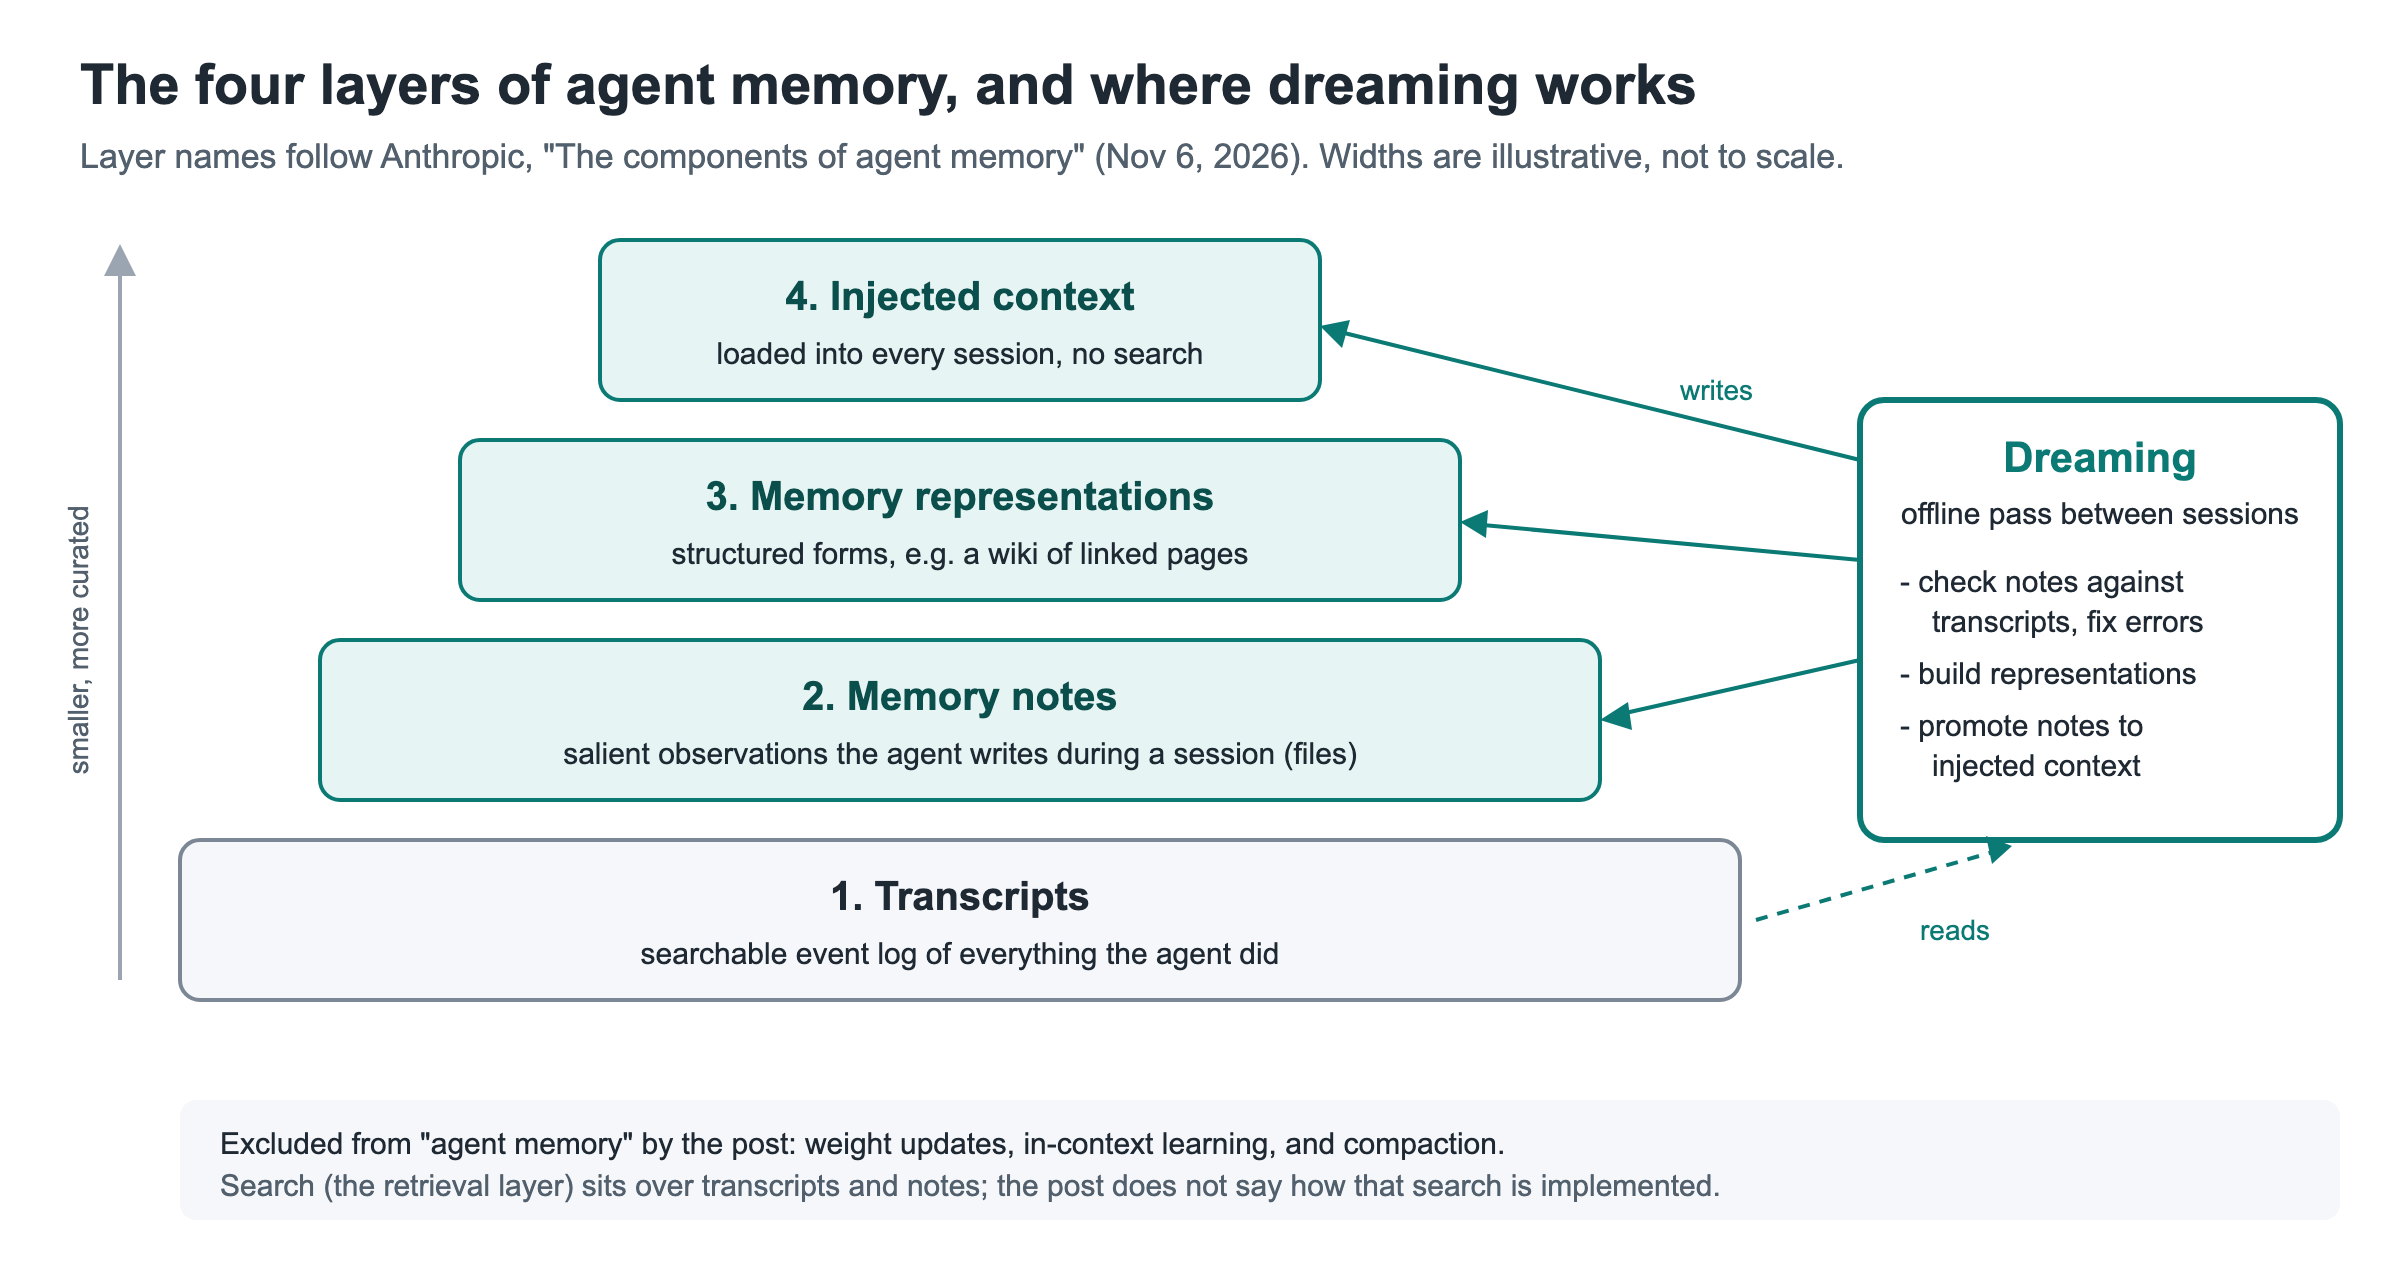 The four layers of agent memory, and where dreaming works
Layer names follow Anthropic, "The components of agent memory" (Nov 6, 2026). Widths are illustrative, not to scale.
smaller, more curated
4. Injected context
loaded into every session, no search
3. Memory representations
structured forms, e.g. a wiki of linked pages
2. Memory notes
salient observations the agent writes during a session (files)
1. Transcripts
searchable event log of everything the agent did
writes
Dreaming
offline pass between sessions
- check notes against
transcripts, fix errors
- build representations
- promote notes to
injected context
reads
Excluded from "agent memory" by the post: weight updates, in-context learning, and compaction.
Search (the retrieval layer) sits over transcripts and notes; the post does not say how that search is implemented.